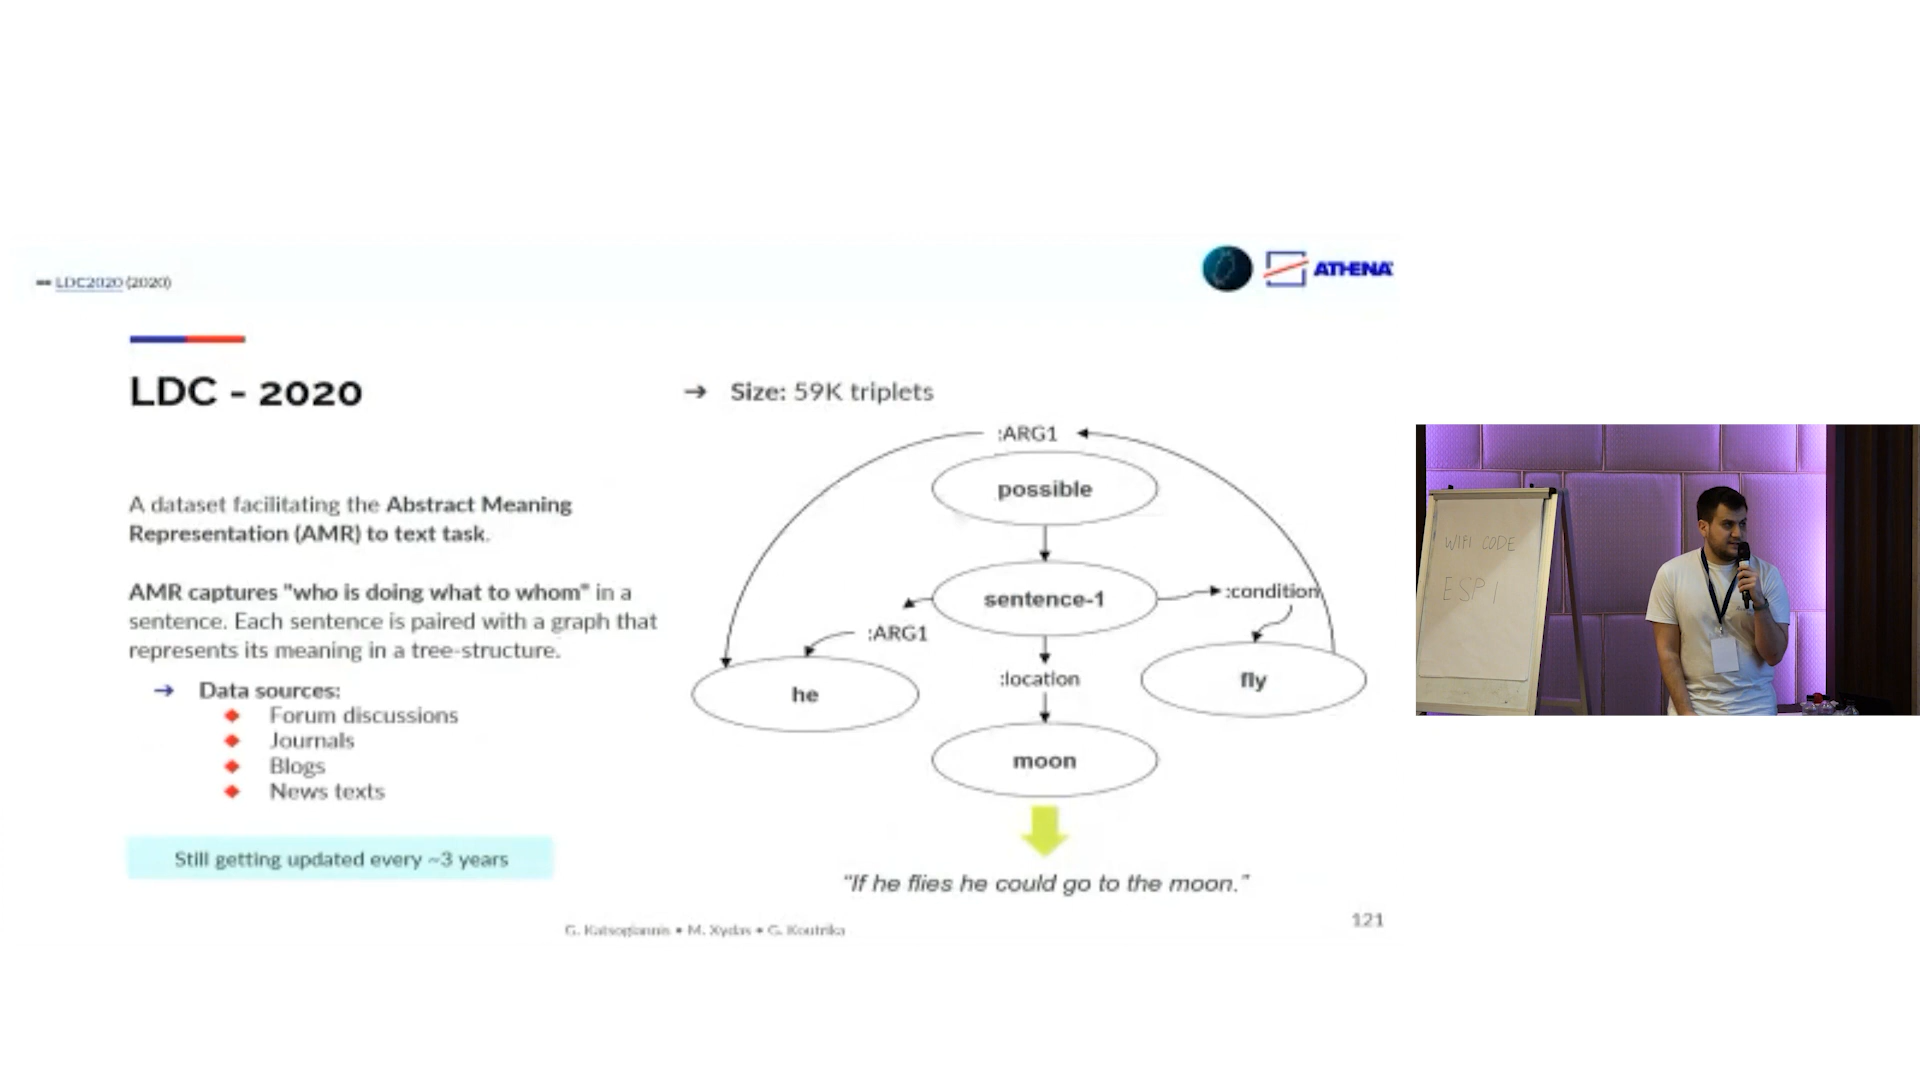 LDC2020 (2020)
ATHENA
LDC - 2020
A dataset facilitating the Abstract Meaning
Representation (AMR) to text task.
AMR captures "who is doing what to whom" in a
sentence. Each sentence is paired with a graph that
represents its meaning in a tree-structure.
→ Data sources:
Forum discussions
Journals
Blogs
News texts
Still getting updated every ~3 years
→ Size: 59K triplets
:ARG1
possible
sentence-1
:condition
:ARG1
he
:location
fly
moon
"If he flies he could go to the moon."
G. Katsogiannis • M. Xydas • G. Koutrika
121
WIFI CODE
ESP1